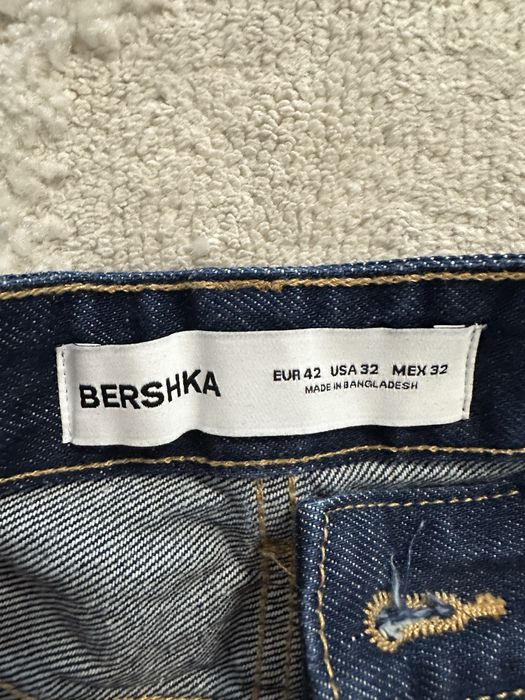 BERSHKA
EUR 42 USA 32 MEX 32
MADE IN BANGLADESH